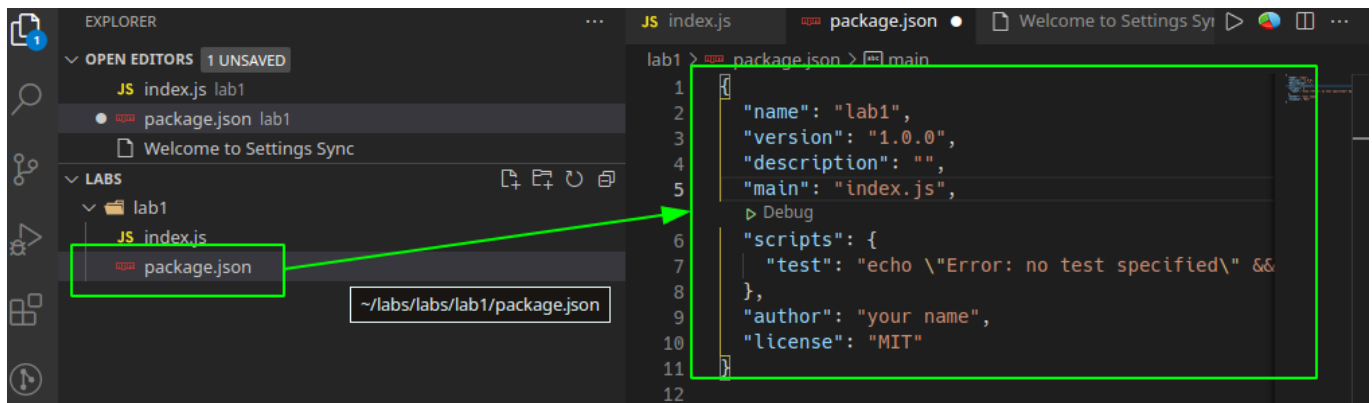 EXPLORER
OPEN EDITORS 1 UNSAVED
JS index.js lab1
package.json lab1
Welcome to Settings Sync
LABS
lab1
JS index.js
package.json
~/labs/labs/lab1/package.json
1
JS index.js package.json Welcome to Settings Syr
lab1 > package.json > abc main
1 {
2 "name": "lab1",
3 "version": "1.0.0",
4 "description": "",
5 "main": "index.js",
Debug
6 "scripts": {
7 "test": "echo \"Error: no test specified\" &&
8 },
9 "author": "your name",
10 "license": "MIT"
11 }
12